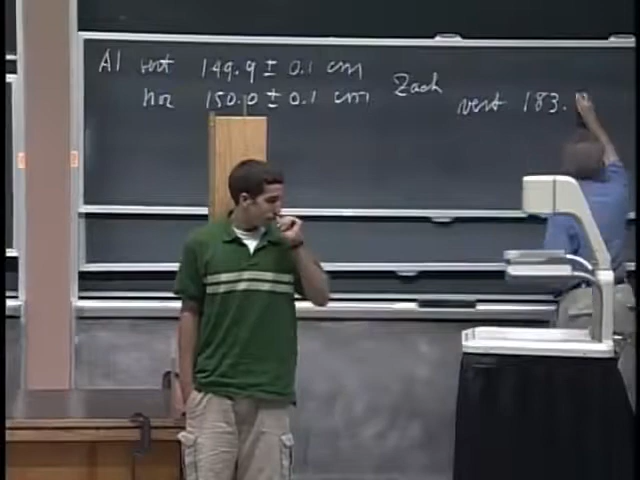 Al vert 149.9 ± 0.1 cm
hor 150.0 ± 0.1 cm
Zach
vert 183.